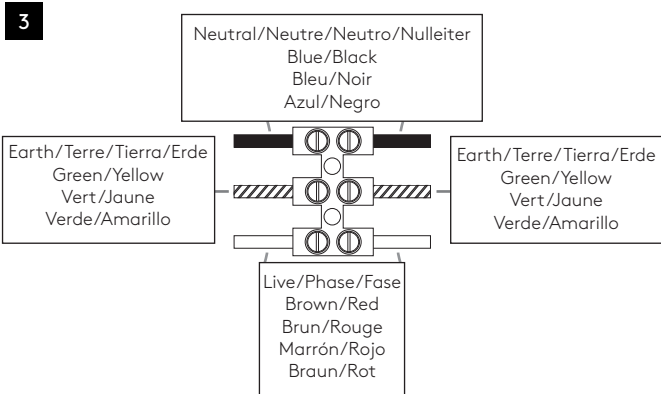 3
Neutral/Neutre/Neutro/Nulleiter
Blue/Black
Bleu/Noir
Azul/Negro
Earth/Terre/Tierra/Erde
Green/Yellow
Vert/Jaune
Verde/Amarillo
Earth/Terre/Tierra/Erde
Green/Yellow
Vert/Jaune
Verde/Amarillo
Live/Phase/Fase
Brown/Red
Brun/Rouge
Marrón/Rojo
Braun/Rot